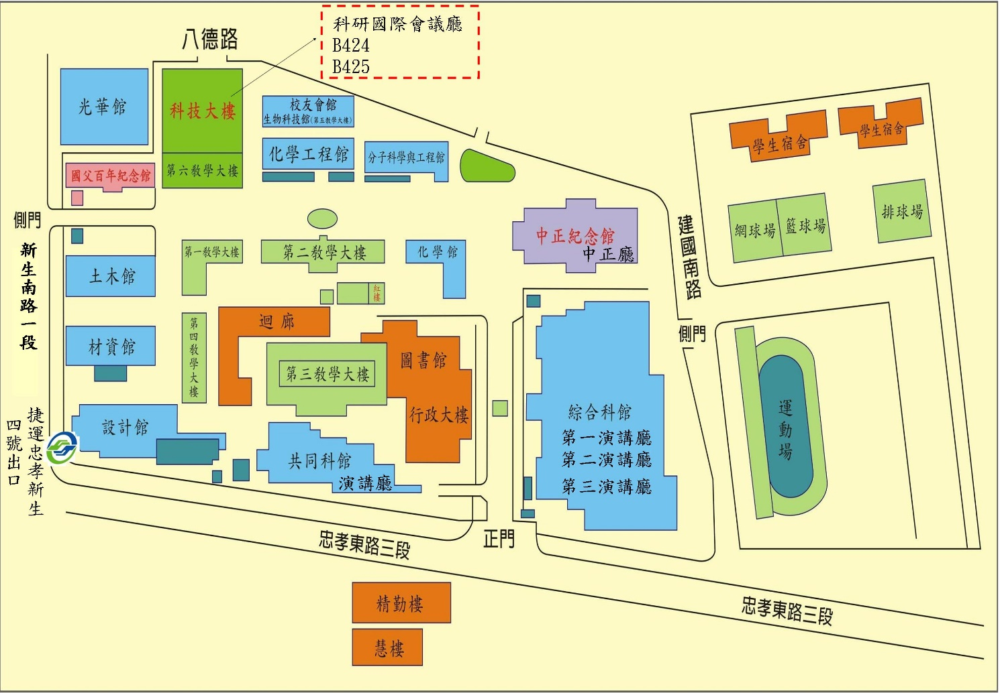 科研國際會議廳
B424
B425
八德路
光華館
科技大樓
校友會館
生物科技館(第五教學大樓)
化學工程館
分子科學與工程館
第六教學大樓
國父百年紀念館
學生宿舍
學生宿舍
側門
網球場
籃球場
排球場
建國南路
中正紀念館
中正廳
第一教學大樓
第二教學大樓
化學館
新生南路一段
土木館
紅樓
迴廊
第四教學大樓
材資館
圖書館
第三教學大樓
側門
行政大樓
綜合科館
第一演講廳
第二演講廳
第三演講廳
運動場
設計館
捷運忠孝新生
四號出口
共同科館
演講廳
正門
忠孝東路三段
忠孝東路三段
精勤樓
慧樓